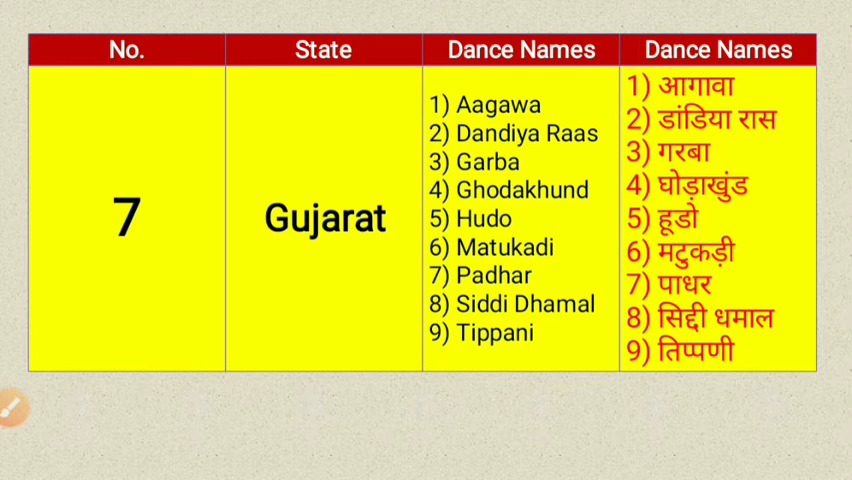 No. State Dance Names Dance Names
7
Gujarat
1) Aagawa
2) Dandiya Raas
3) Garba
4) Ghodakhund
5) Hudo
6) Matukadi
7) Padhar
8) Siddi Dhamal
9) Tippani
1) आगावा
2) डांडिया रास
3) गरबा
4) घोड़ाखुंड
5) हूडो
6) मटुकड़ी
7) पाधर
8) सिद्दी धमाल
9) तिप्पणी